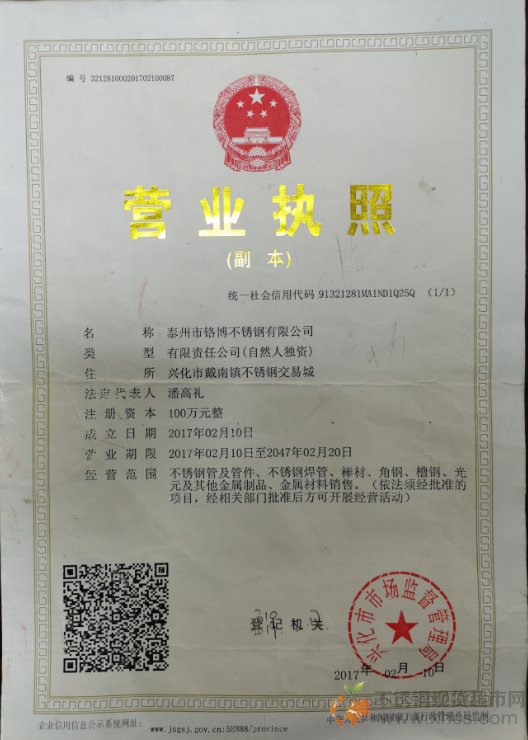 编 号 321281000201702100087
营业执照
(副 本)
统一社会信用代码 91321281MA1ND1Q25Q (1/1)
名 称 泰州市铬博不锈钢有限公司
类 型 有限责任公司(自然人独资)
住 所 兴化市戴南镇不锈钢交易城
法定代表人 潘高礼
注册资本 100万元整
成立日期 2017年02月10日
营业期限 2017年02月10日至2047年02月20日
经营范围 不锈钢管及管件、不锈钢焊管、棒材、角钢、槽钢、光
元及其他金属制品、金属材料销售。(依法须经批准的
项目,经相关部门批准后方可开展经营活动)
登记机关
兴化市市场监督管理局
2017年 02月 10日
企业信用信息公示系统网址:
www.jsgsj.gov.cn:52888/province